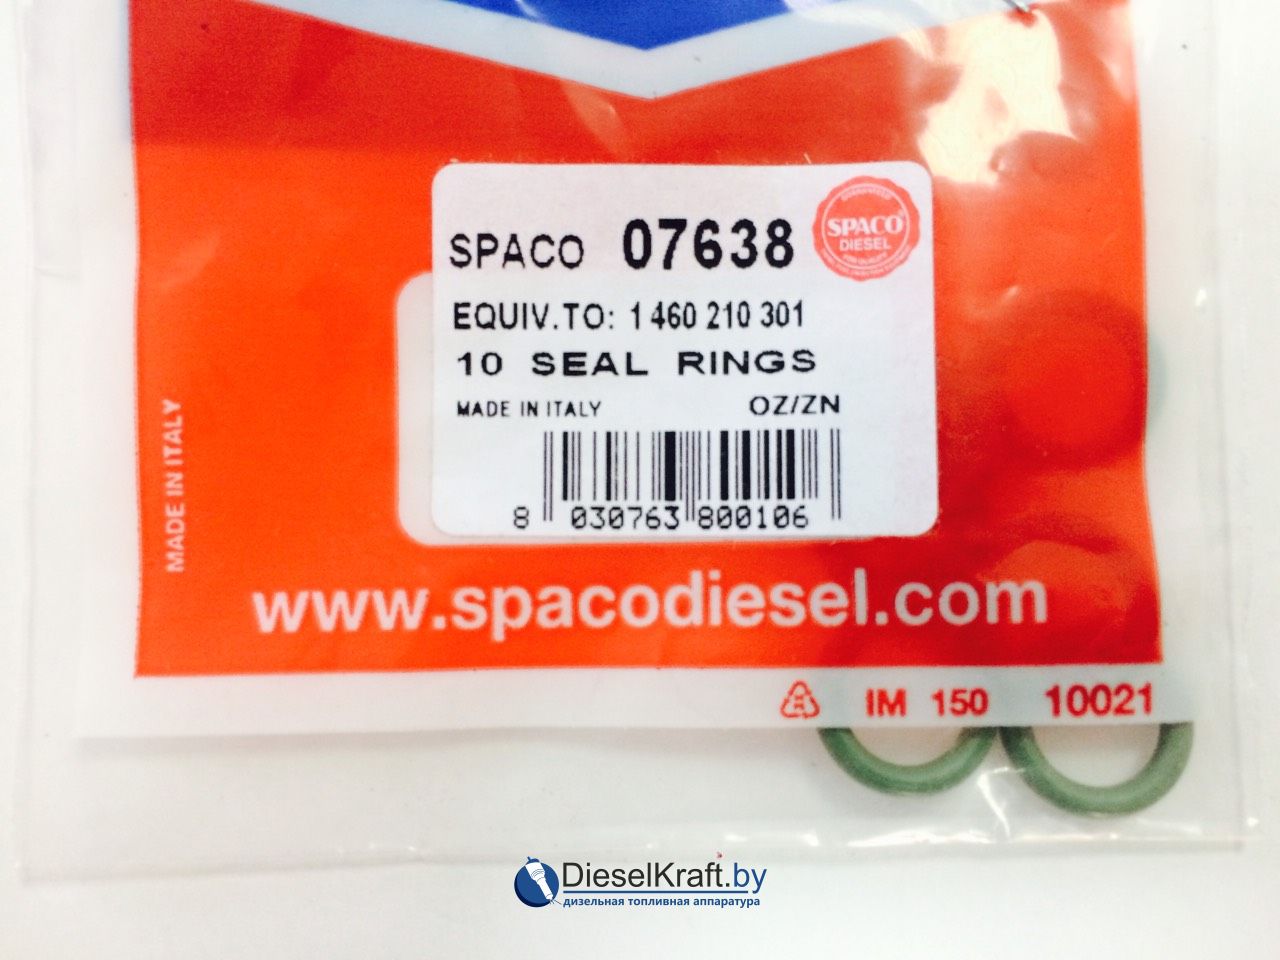 SPACO 07638
SPACO
DIESEL
EQUIV.TO: 1 460 210 301
10 SEAL RINGS
MADE IN ITALY OZ/ZN
8 030763 800106
MADE IN ITALY
www.spacodiesel.com
IM 150 10021
DieselKraft.by
дизельная топливная аппаратура